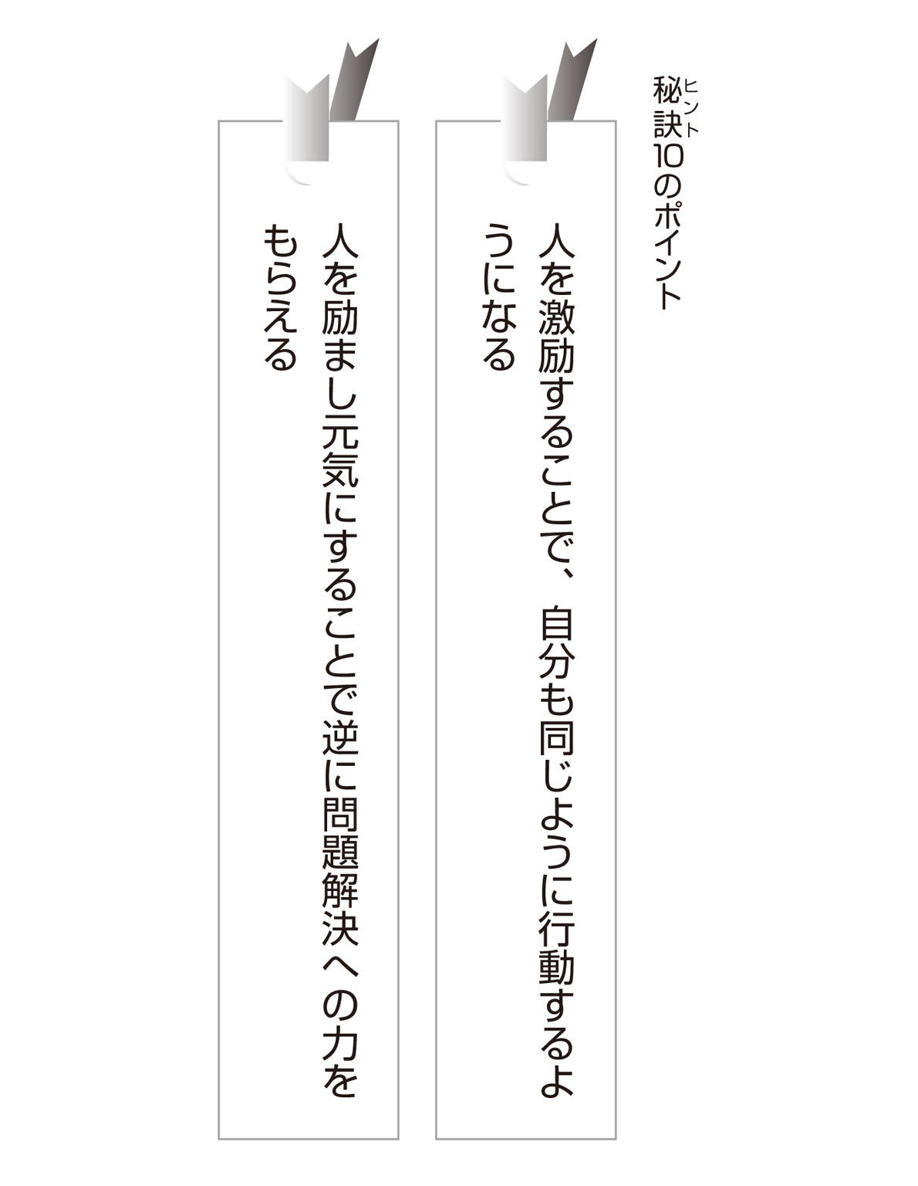 秘訣10のポイント
ヒント
人を激励することで、自分も同じように行動するよ
うになる
人を励まし元気にすることで逆に問題解決への力を
もらえる